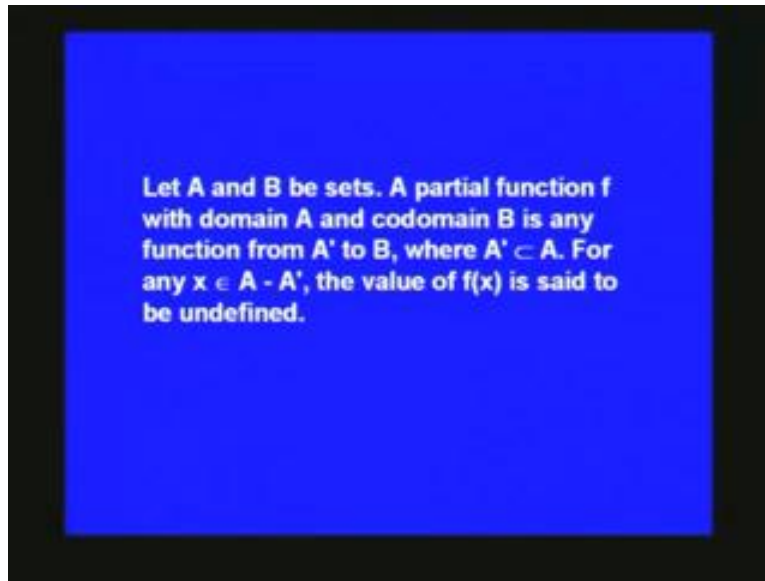 Let A and B be sets. A partial function f
with domain A and codomain B is any
function from A' to B, where A' ⊂ A. For
any x ∈ A - A', the value of f(x) is said to
be undefined.